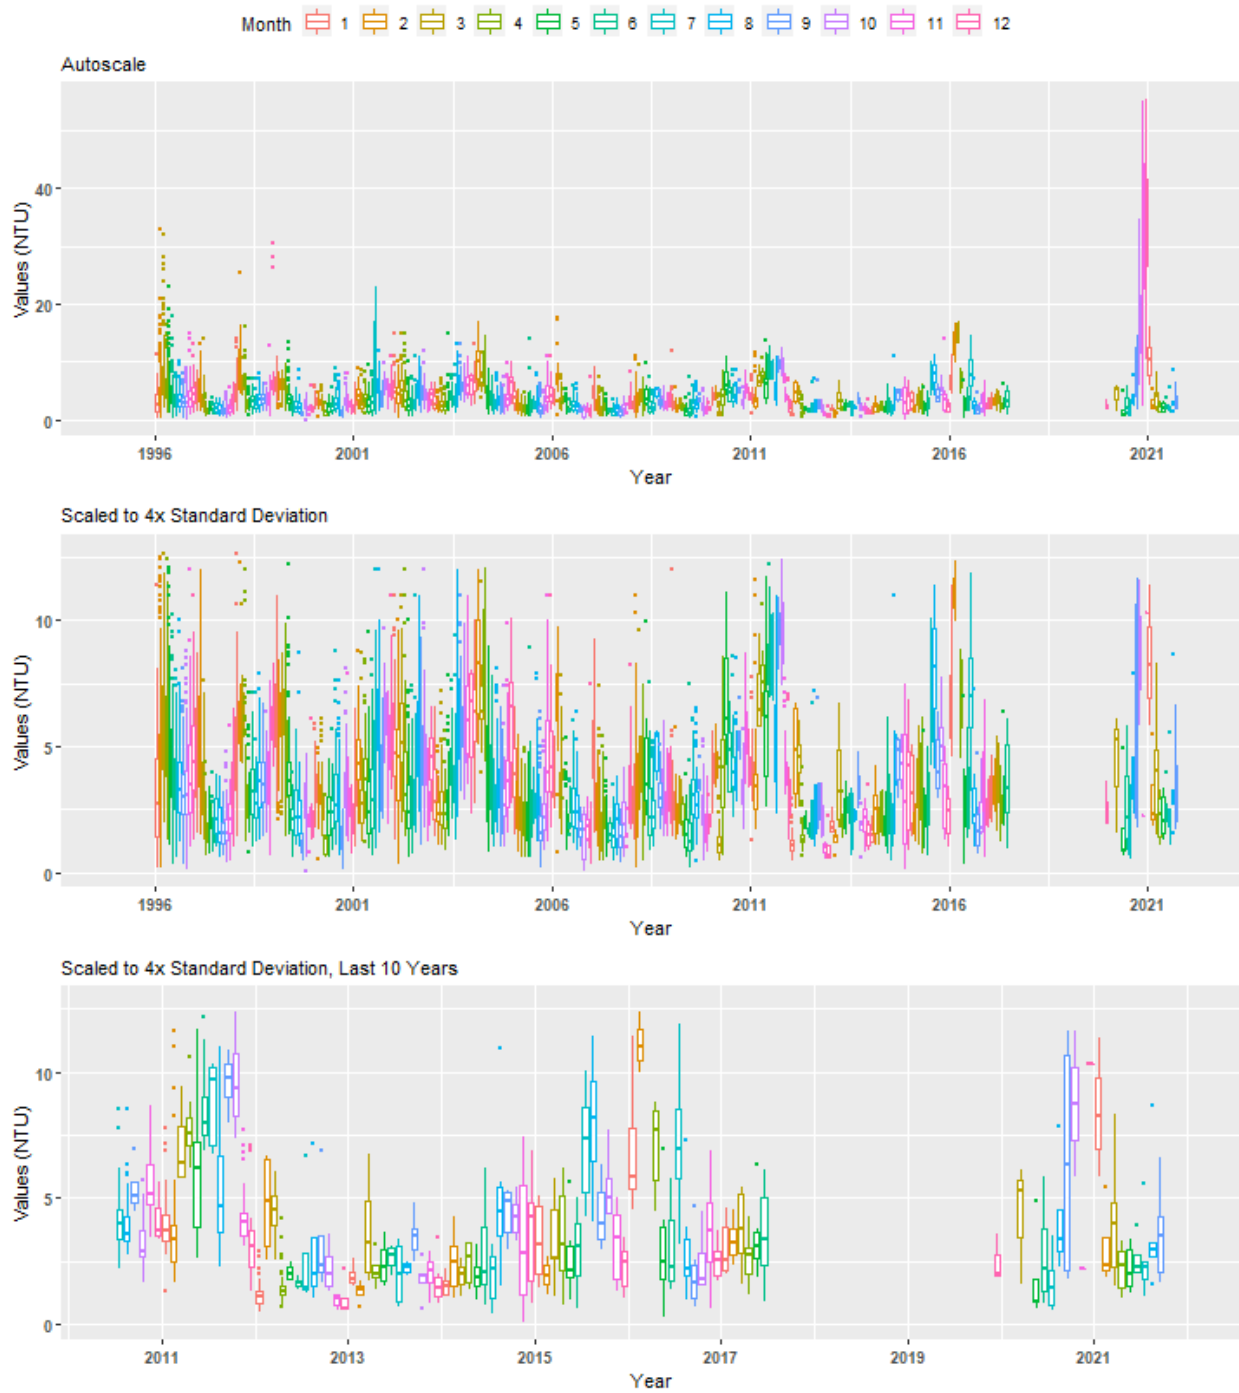 Month 1 2 3 4 5 6 7 8 9 10 11 12
Autoscale
Values (NTU)
40
20
0
1996 2001 2006 2011 2016 2021
Year
Scaled to 4x Standard Deviation
Values (NTU)
10
5
0
1996 2001 2006 2011 2016 2021
Year
Scaled to 4x Standard Deviation, Last 10 Years
Values (NTU)
10
5
0
2011 2013 2015 2017 2019 2021
Year